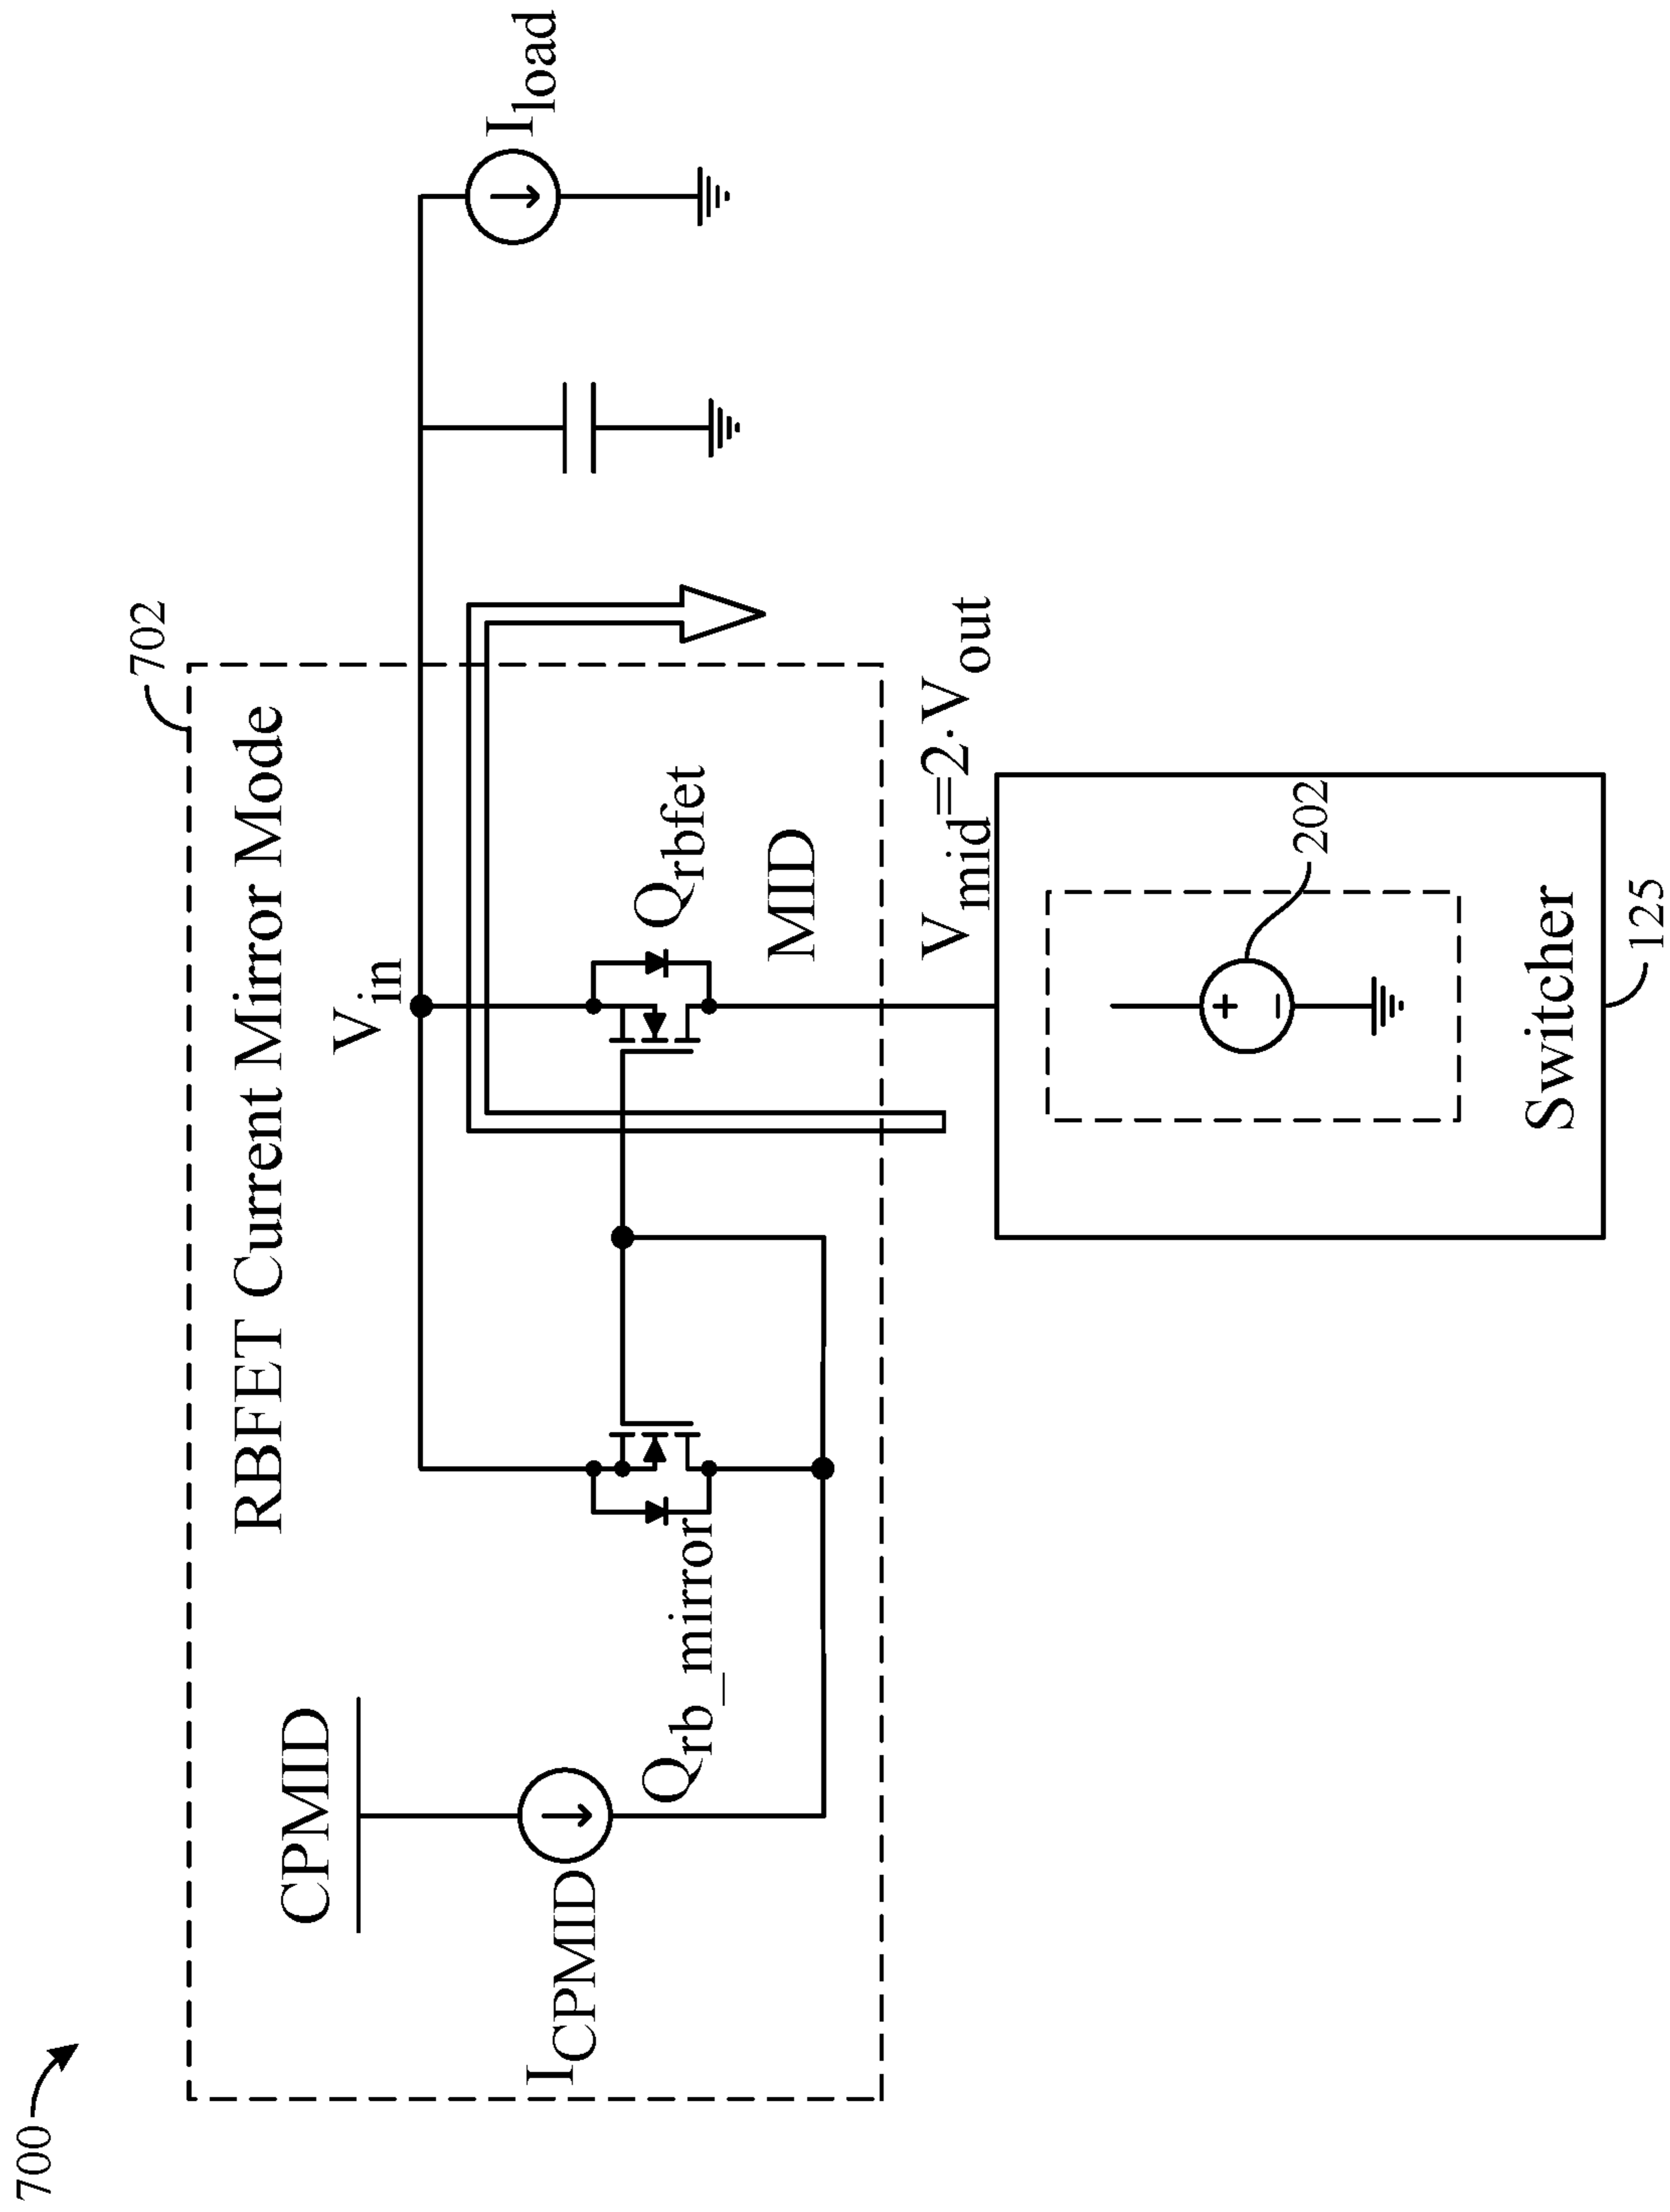 700
702
RBFET Current Mirror Mode
CPMID
V_in
I_CPMID
I_load
Q_rb_mirror
Q_rbfet
MID
V_mid=2·V_out
202
Switcher
125